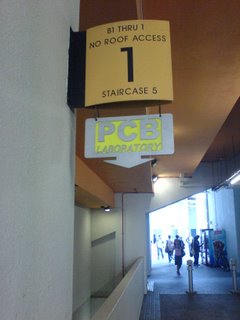 B1 THRU 1
NO ROOF ACCESS
1
STAIRCASE 5
PCB
LABORATORY